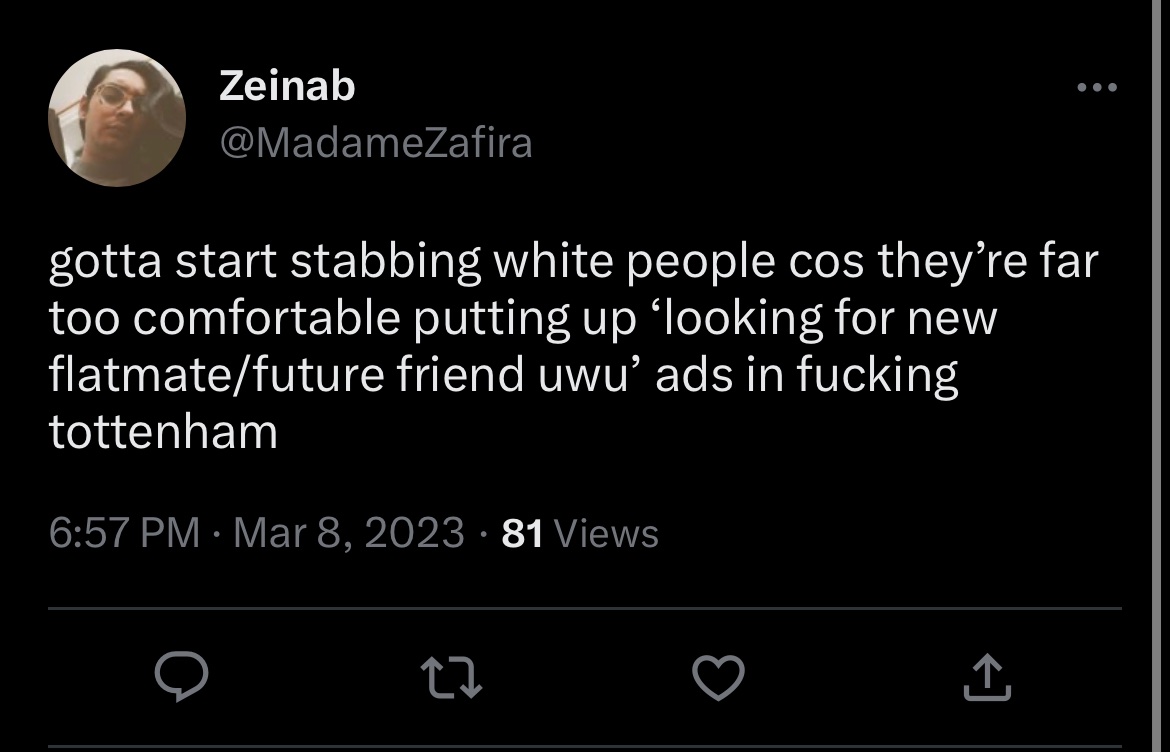 Zeinab
@MadameZafira
gotta start stabbing white people cos they’re far
too comfortable putting up ‘looking for new
flatmate/future friend uwu’ ads in fucking
tottenham
6:57 PM · Mar 8, 2023 · 81 Views